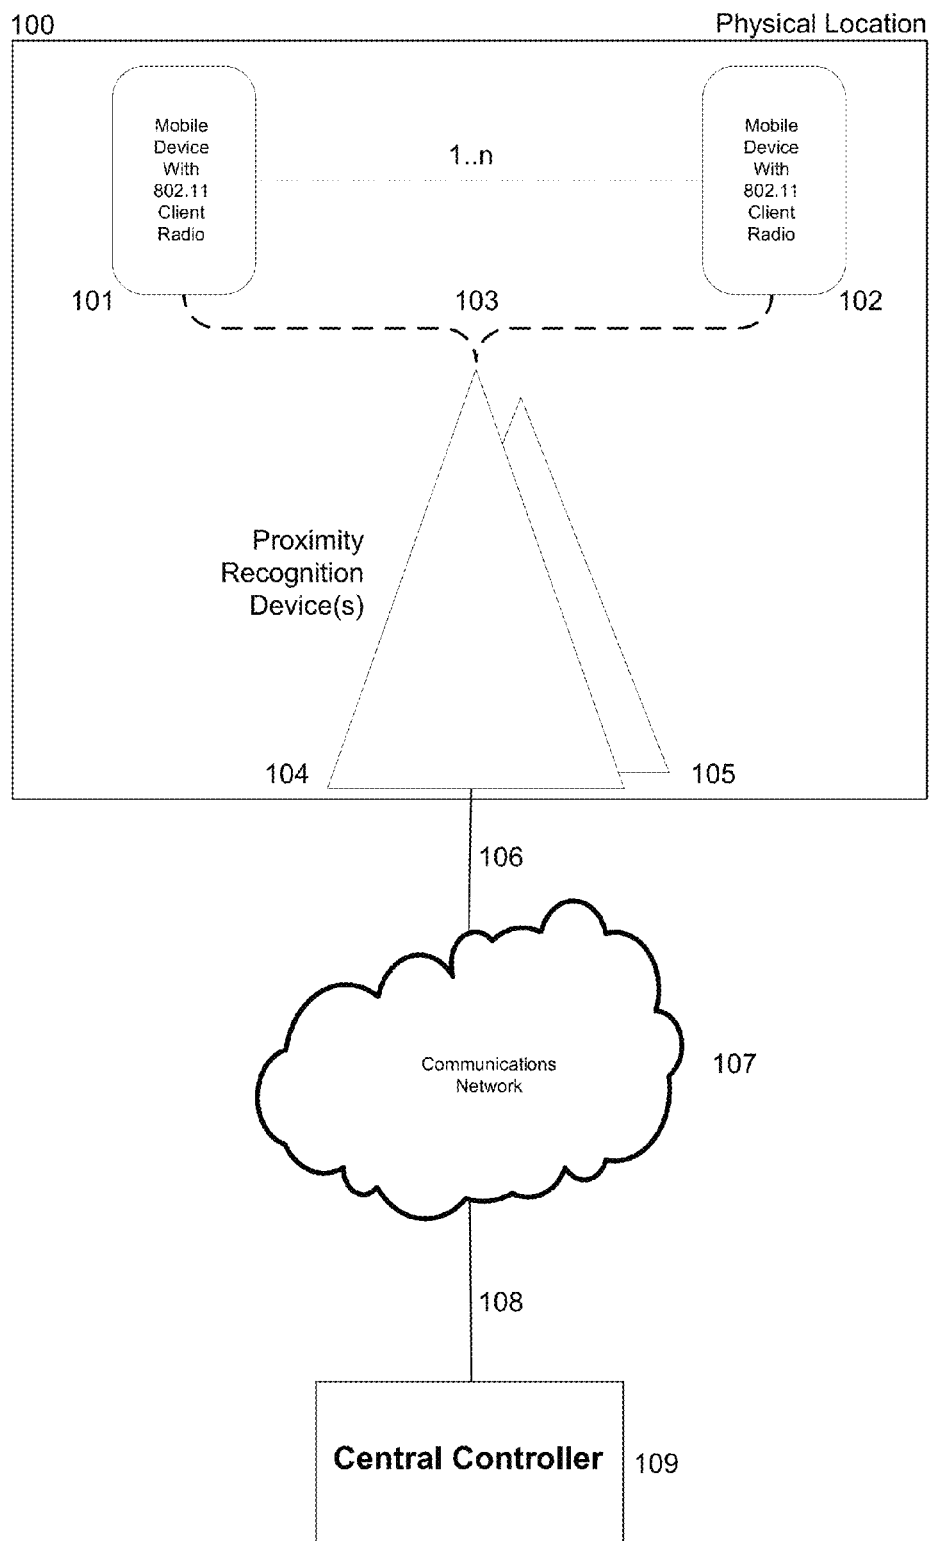 100
Physical Location
Mobile
Device
With
802.11
Client
Radio
1..n
Mobile
Device
With
802.11
Client
Radio
101
103
102
Proximity
Recognition
Device(s)
104
105
106
Communications
Network
107
108
Central Controller
109